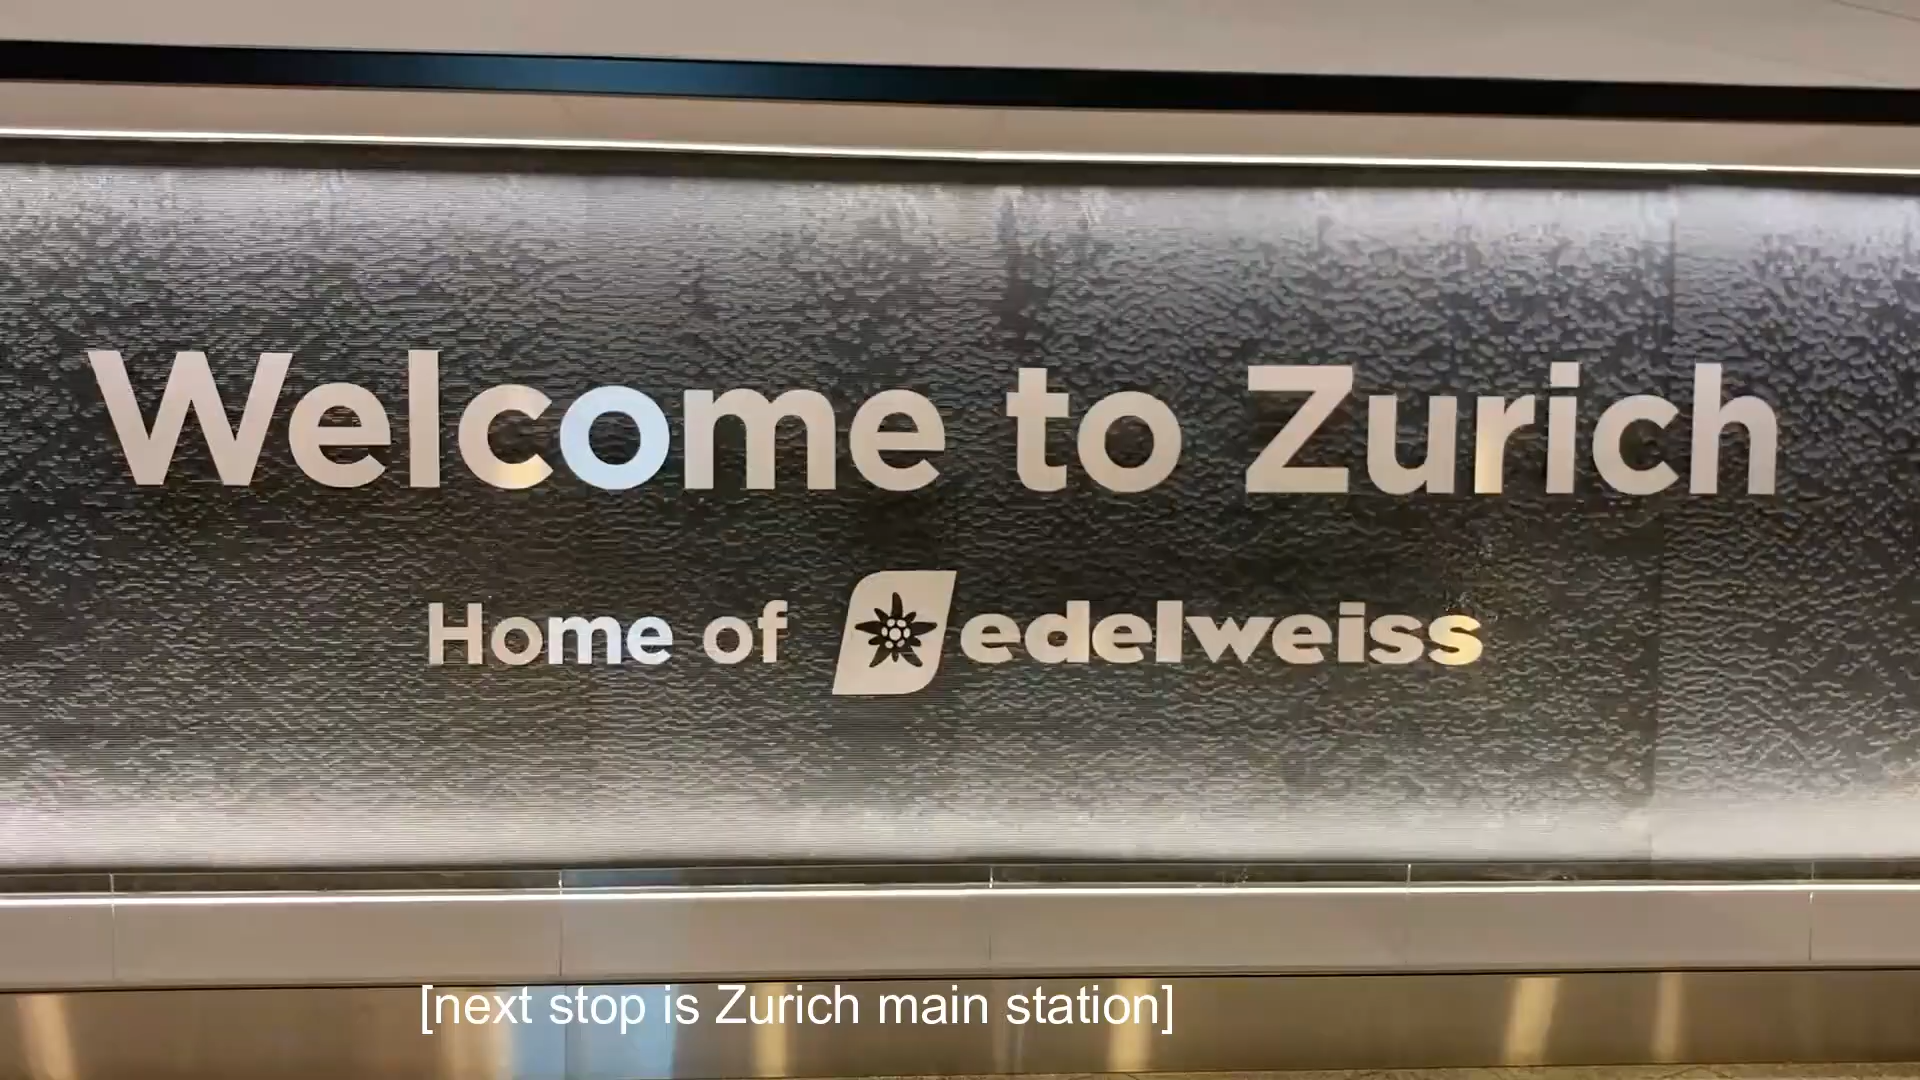 Welcome to Zurich
Home of edelweiss
[next stop is Zurich main station]